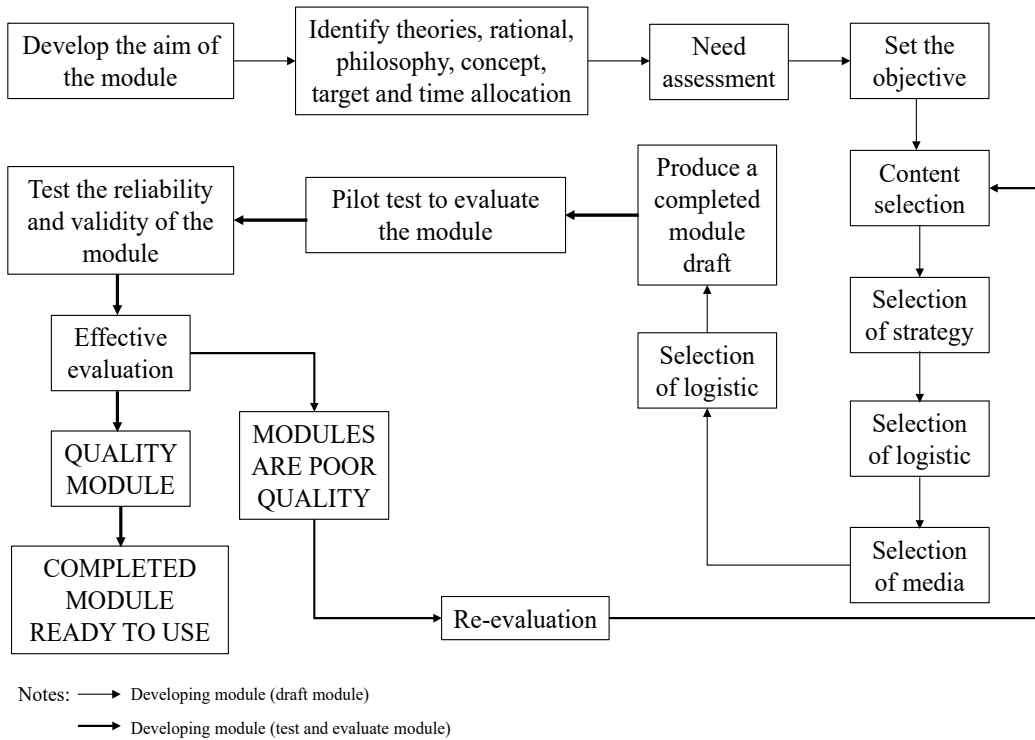 Develop the aim of
the module
Identify theories, rational,
philosophy, concept,
target and time allocation
Need
assessment
Set the
objective
Content
selection
Selection
of strategy
Selection
of logistic
Selection
of media
Selection
of logistic
Produce a
completed
module
draft
Pilot test to evaluate
the module
Test the reliability
and validity of the
module
Effective
evaluation
QUALITY
MODULE
COMPLETED
MODULE
READY TO USE
MODULES
ARE POOR
QUALITY
Re-evaluation
Notes:
Developing module (draft module)
Developing module (test and evaluate module)